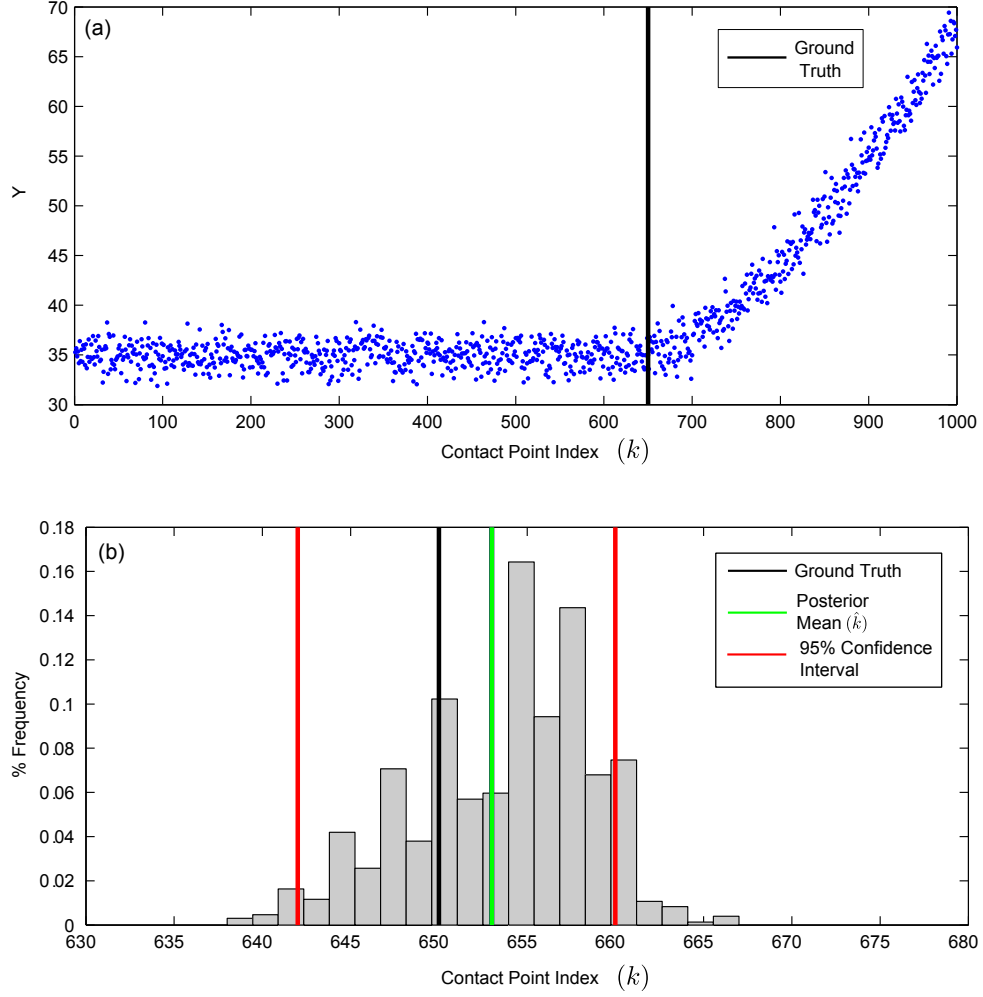 (a)
70
65
60
55
50
45
40
35
30
Y
Ground
Truth
0 100 200 300 400 500 600 700 800 900 1000
Contact Point Index (k)
(b)
0.18
0.16
0.14
0.12
0.1
0.08
0.06
0.04
0.02
0
% Frequency
Ground Truth
Posterior
Mean (k̂)
95% Confidence
Interval
630 635 640 645 650 655 660 665 670 675 680
Contact Point Index (k)